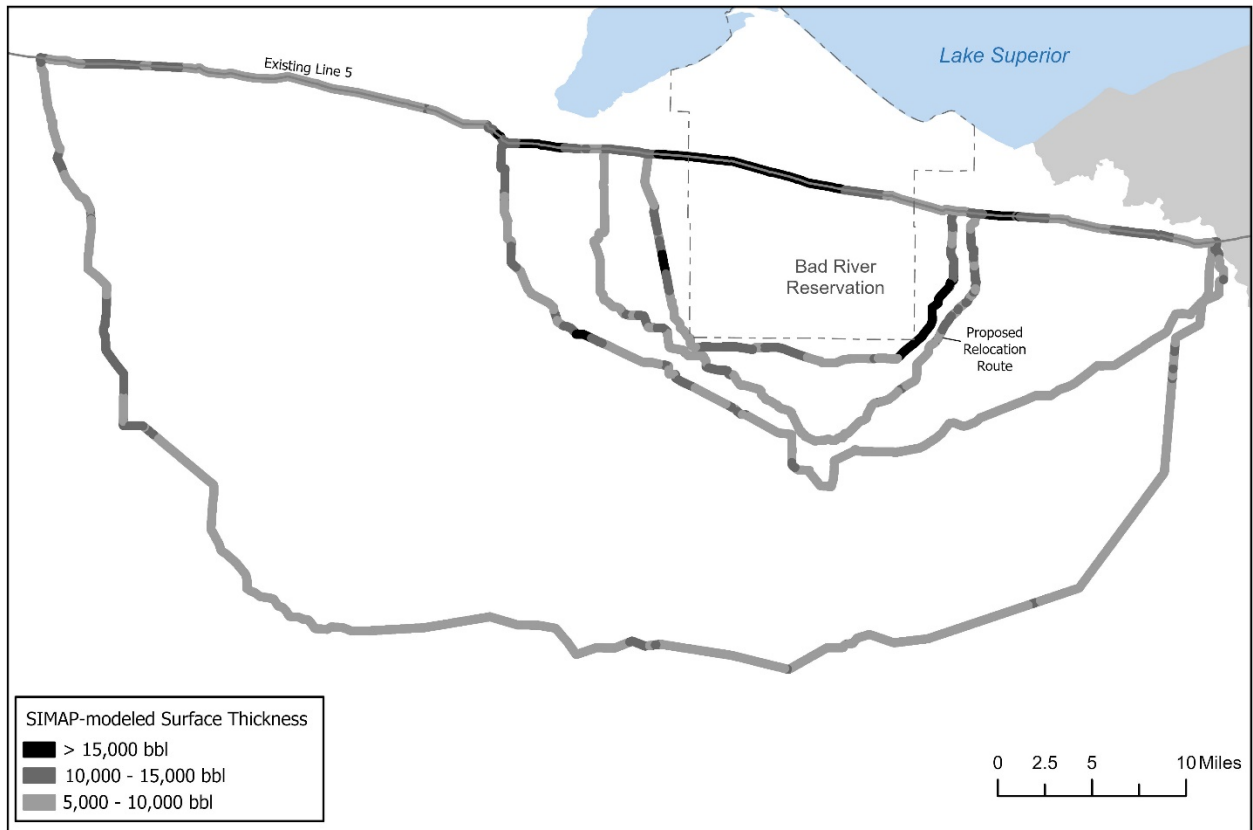 Lake Superior
Existing Line 5
Bad River
Reservation
Proposed
Relocation
Route
SIMAP-modeled Surface Thickness
> 15,000 bbl
10,000 - 15,000 bbl
5,000 - 10,000 bbl
0 2.5 5 10 Miles